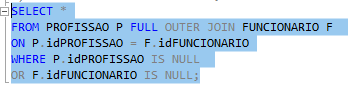 SELECT *
FROM PROFISSAO P FULL OUTER JOIN FUNCIONARIO F
ON P.idPROFISSAO = F.idFUNCIONARIO
WHERE P.idPROFISSAO IS NULL
OR F.idFUNCIONARIO IS NULL;